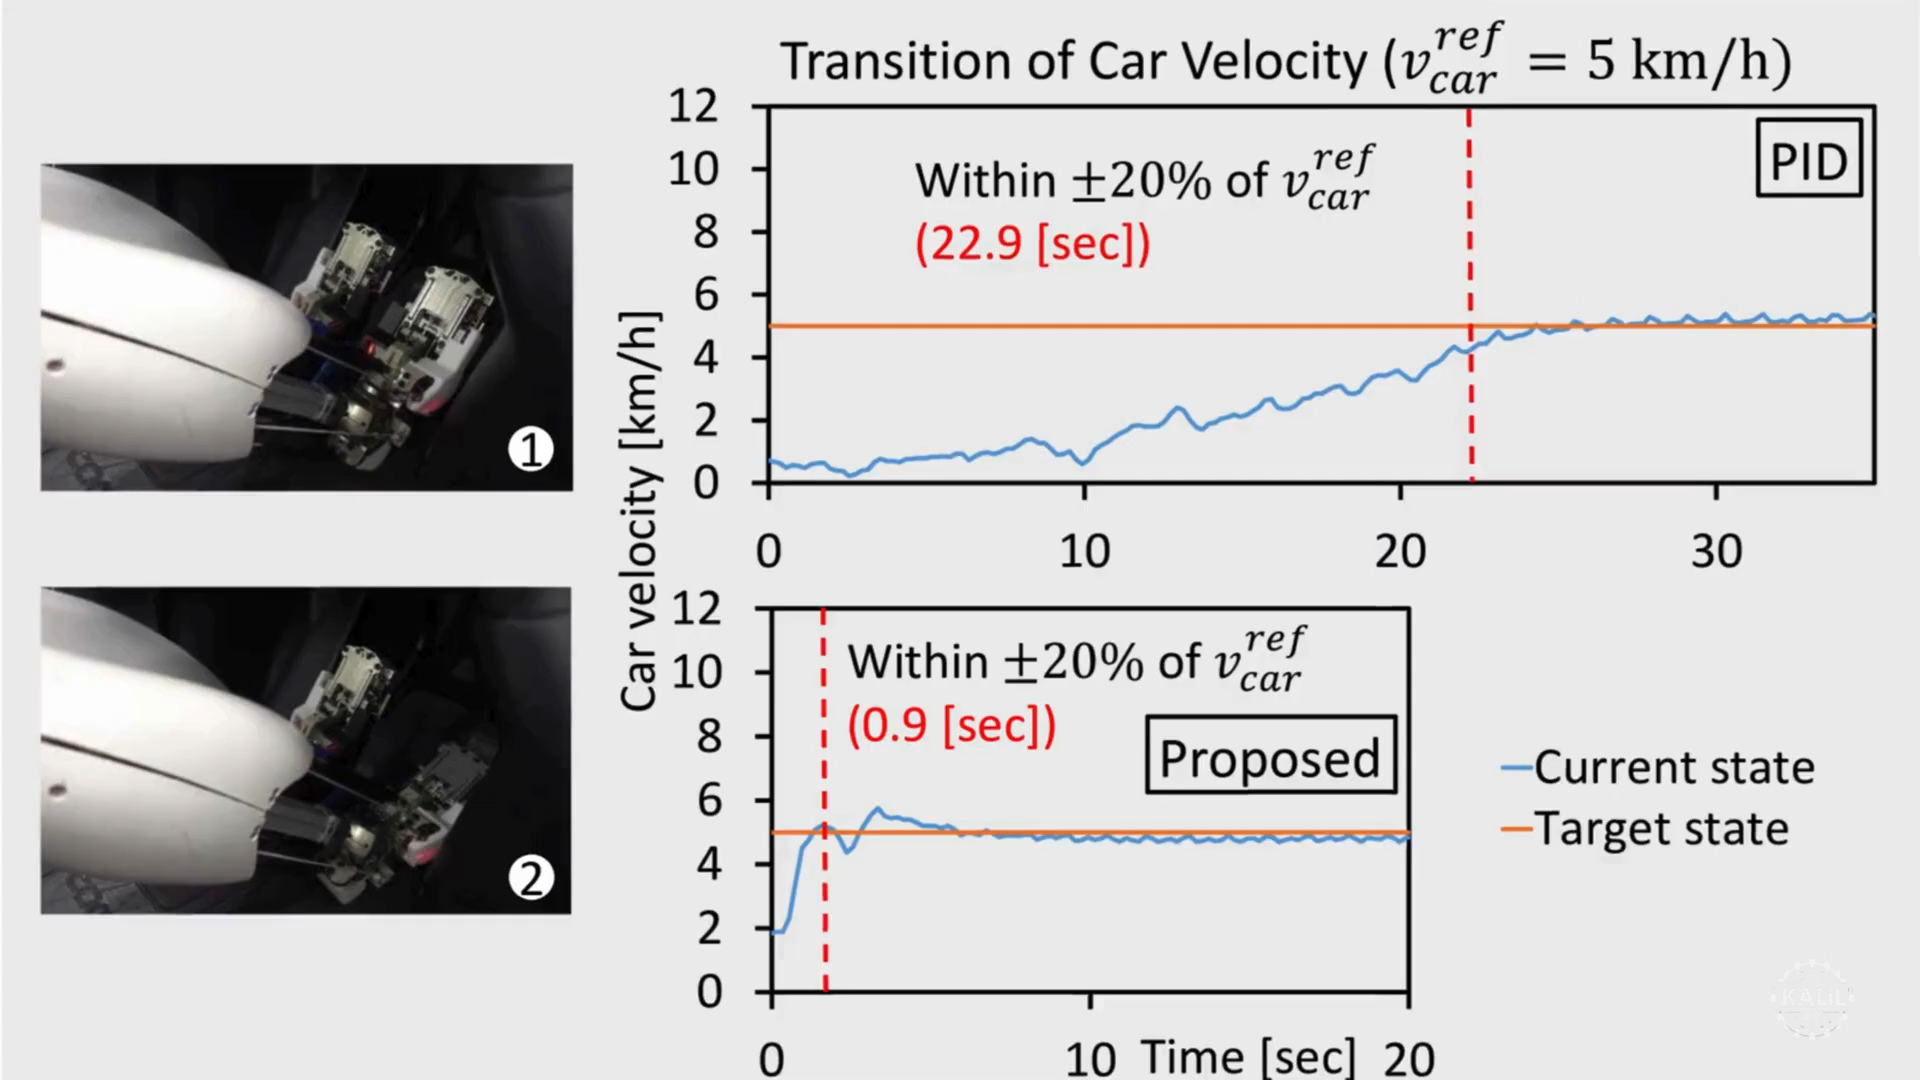 Transition of Car Velocity (v_car^ref = 5 km/h)
12
10
8
6
4
2
0
Within ±20% of v_car^ref
(22.9 [sec])
PID
0 10 20 30
Car velocity [km/h]
12
10
8
6
4
2
0
Within ±20% of v_car^ref
(0.9 [sec])
Proposed
0 10 Time [sec] 20
Current state
Target state
1
2
KALIL